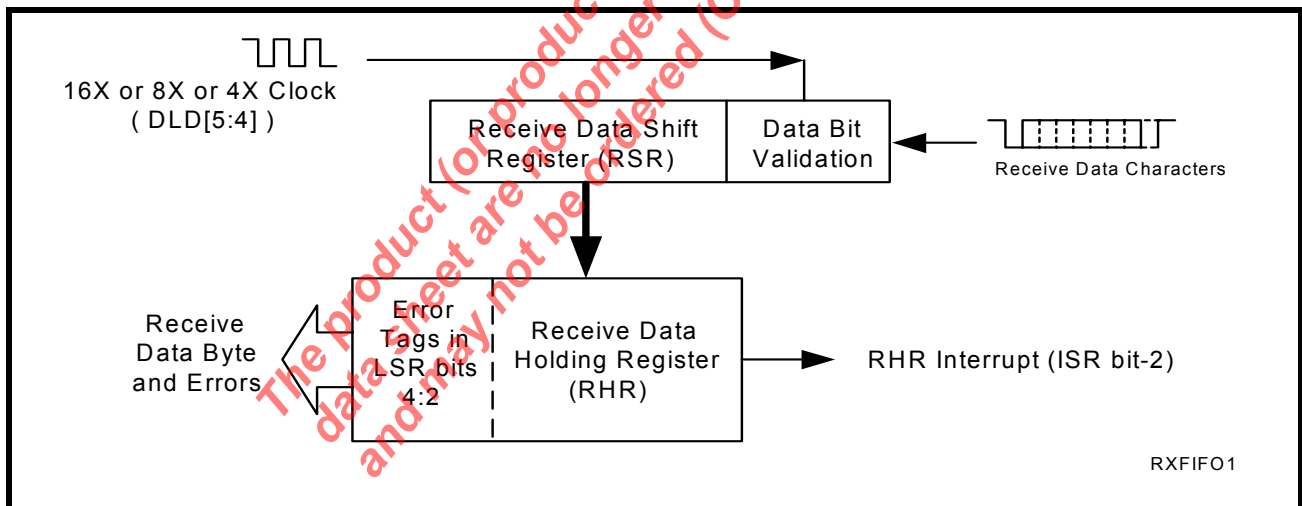 16X or 8X or 4X Clock
( DLD[5:4] )
Receive Data Shift
Register (RSR)
Data Bit
Validation
Receive Data Characters
Receive
Data Byte
and Errors
Error
Tags in
LSR bits
4:2
Receive Data
Holding Register
(RHR)
RHR Interrupt (ISR bit-2)
RXFIFO1
The product (or produc
data sheet are no longer
and may not be ordered (O